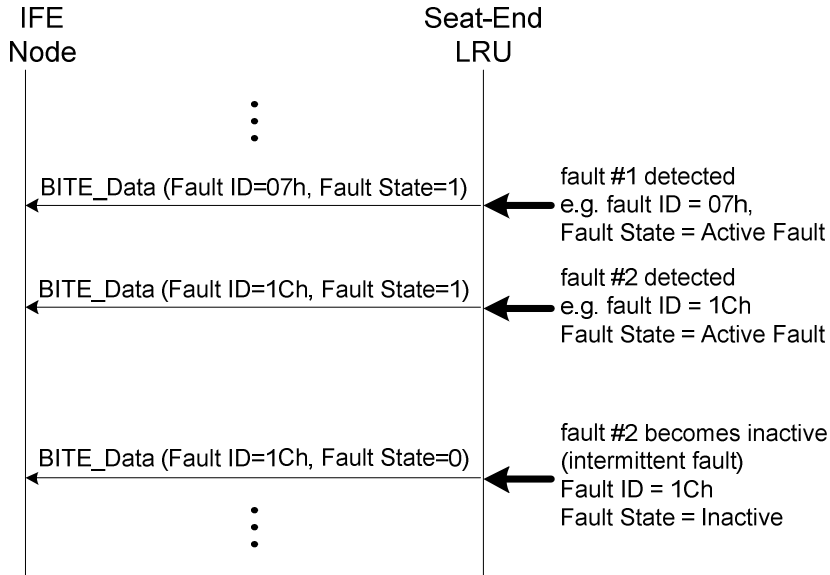 IFE
Node
Seat-End
LRU
BITE_Data (Fault ID=07h, Fault State=1)
fault #1 detected
e.g. fault ID = 07h,
Fault State = Active Fault
BITE_Data (Fault ID=1Ch, Fault State=1)
fault #2 detected
e.g. fault ID = 1Ch
Fault State = Active Fault
BITE_Data (Fault ID=1Ch, Fault State=0)
fault #2 becomes inactive
(intermittent fault)
Fault ID = 1Ch
Fault State = Inactive